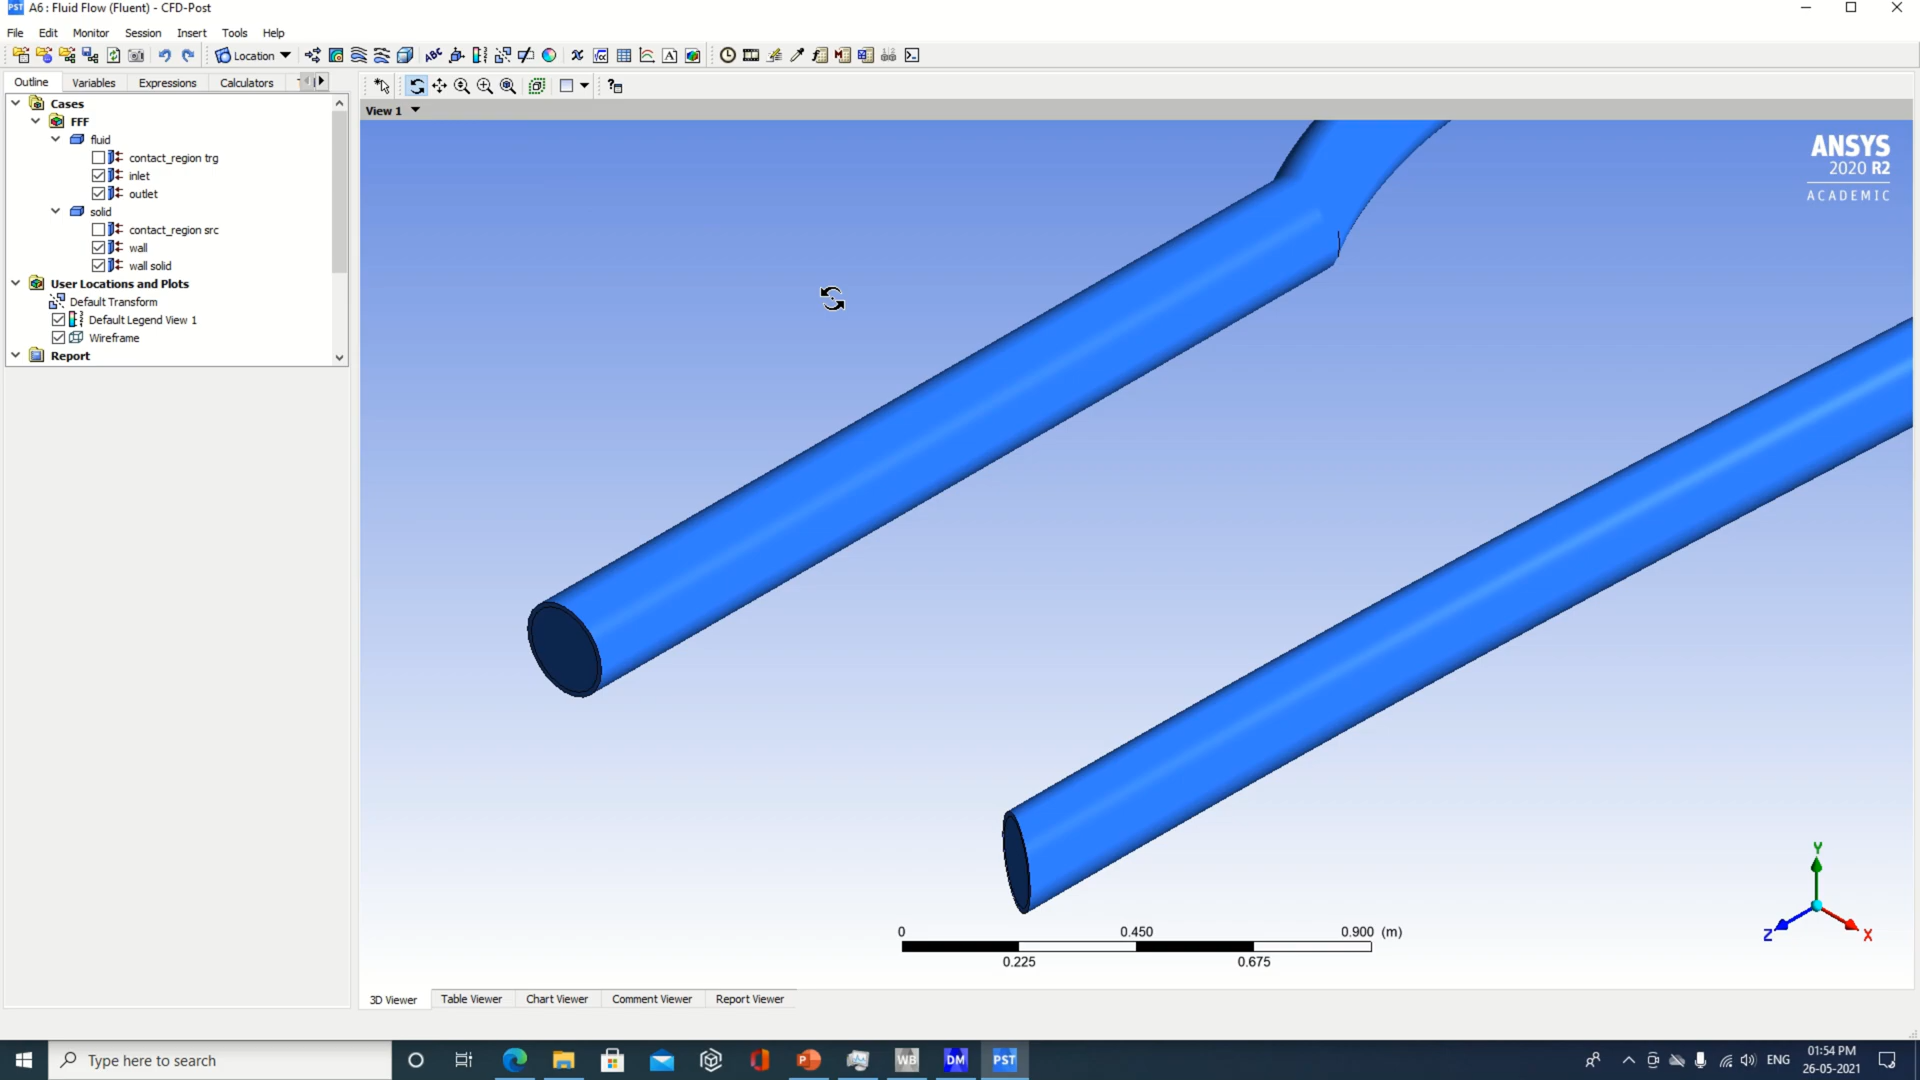 PST A6 : Fluid Flow (Fluent) - CFD-Post
File Edit Monitor Session Insert Tools Help
Location
Outline Variables Expressions Calculators
View 1
Cases
FFF
fluid
contact_region trg
inlet
outlet
solid
contact_region src
wall
wall solid
User Locations and Plots
Default Transform
Default Legend View 1
Wireframe
Report
ANSYS
2020 R2
ACADEMIC
Y
Z
X
0 0.450 0.900 (m)
0.225 0.675
3D Viewer Table Viewer Chart Viewer Comment Viewer Report Viewer
Type here to search
WB DM PST
ENG
01:54 PM
26-05-2021